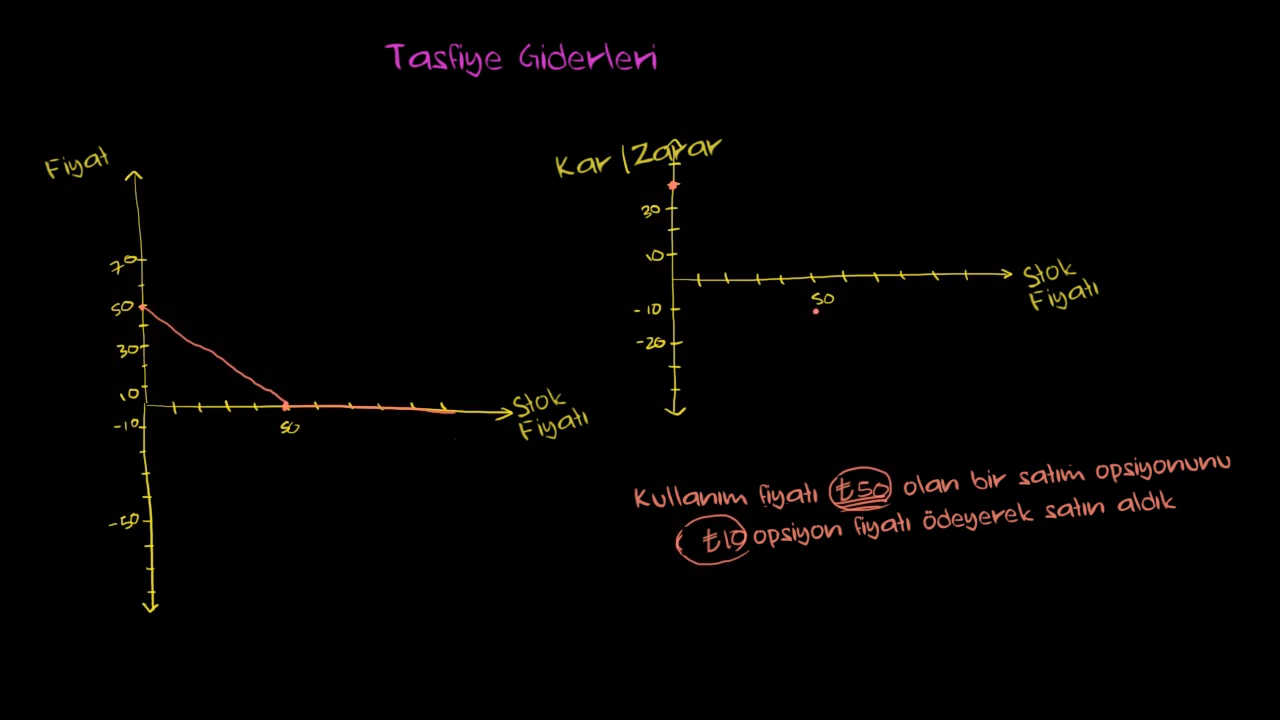 Tasfiye Giderleri
Fiyat
70
50
30
10
-10
-50
50
Stok
Fiyatı
Kar / Zarar
30
10
-10
-20
50
Stok
Fiyatı
Kullanım fiyatı ₺50 olan bir satım opsiyonunu
₺10 opsiyon fiyatı ödeyerek satın aldık